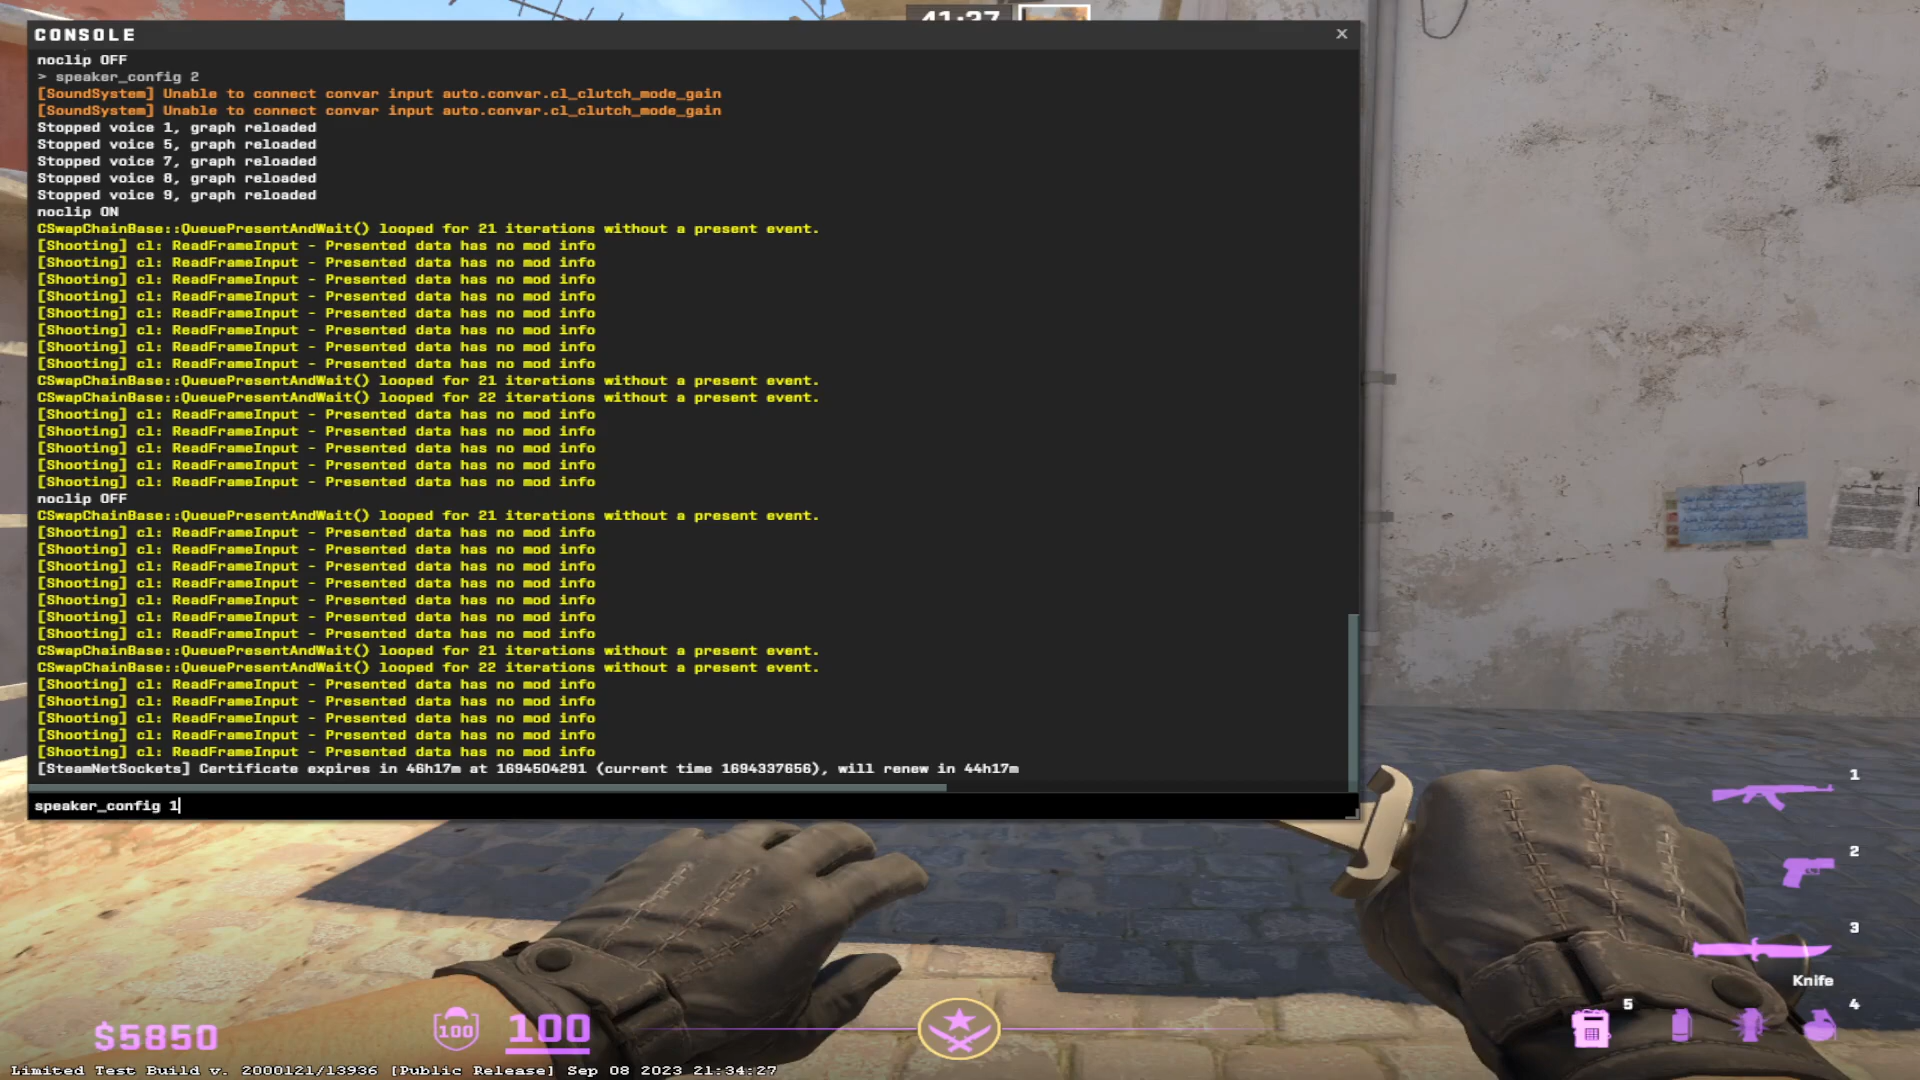 41:37
CONSOLE
noclip OFF
> speaker_config 2
[SoundSystem] Unable to connect convar input auto.convar.cl_clutch_mode_gain
[SoundSystem] Unable to connect convar input auto.convar.cl_clutch_mode_gain
Stopped voice 1, graph reloaded
Stopped voice 5, graph reloaded
Stopped voice 7, graph reloaded
Stopped voice 8, graph reloaded
Stopped voice 9, graph reloaded
noclip ON
CSwapChainBase::QueuePresentAndWait() looped for 21 iterations without a present event.
[Shooting] cl: ReadFrameInput - Presented data has no mod info
[Shooting] cl: ReadFrameInput - Presented data has no mod info
[Shooting] cl: ReadFrameInput - Presented data has no mod info
[Shooting] cl: ReadFrameInput - Presented data has no mod info
[Shooting] cl: ReadFrameInput - Presented data has no mod info
[Shooting] cl: ReadFrameInput - Presented data has no mod info
[Shooting] cl: ReadFrameInput - Presented data has no mod info
[Shooting] cl: ReadFrameInput - Presented data has no mod info
CSwapChainBase::QueuePresentAndWait() looped for 21 iterations without a present event.
CSwapChainBase::QueuePresentAndWait() looped for 22 iterations without a present event.
[Shooting] cl: ReadFrameInput - Presented data has no mod info
[Shooting] cl: ReadFrameInput - Presented data has no mod info
[Shooting] cl: ReadFrameInput - Presented data has no mod info
[Shooting] cl: ReadFrameInput - Presented data has no mod info
[Shooting] cl: ReadFrameInput - Presented data has no mod info
noclip OFF
CSwapChainBase::QueuePresentAndWait() looped for 21 iterations without a present event.
[Shooting] cl: ReadFrameInput - Presented data has no mod info
[Shooting] cl: ReadFrameInput - Presented data has no mod info
[Shooting] cl: ReadFrameInput - Presented data has no mod info
[Shooting] cl: ReadFrameInput - Presented data has no mod info
[Shooting] cl: ReadFrameInput - Presented data has no mod info
[Shooting] cl: ReadFrameInput - Presented data has no mod info
[Shooting] cl: ReadFrameInput - Presented data has no mod info
CSwapChainBase::QueuePresentAndWait() looped for 21 iterations without a present event.
CSwapChainBase::QueuePresentAndWait() looped for 22 iterations without a present event.
[Shooting] cl: ReadFrameInput - Presented data has no mod info
[Shooting] cl: ReadFrameInput - Presented data has no mod info
[Shooting] cl: ReadFrameInput - Presented data has no mod info
[Shooting] cl: ReadFrameInput - Presented data has no mod info
[Shooting] cl: ReadFrameInput - Presented data has no mod info
[SteamNetSockets] Certificate expires in 46h17m at 1694504291 (current time 1694337656), will renew in 44h17m
speaker_config 1
1
2
3
Knife
5
4
$5850
100
100
Limited Test Build v. 2000121/13936 [Public Release] Sep 08 2023 21:34:27